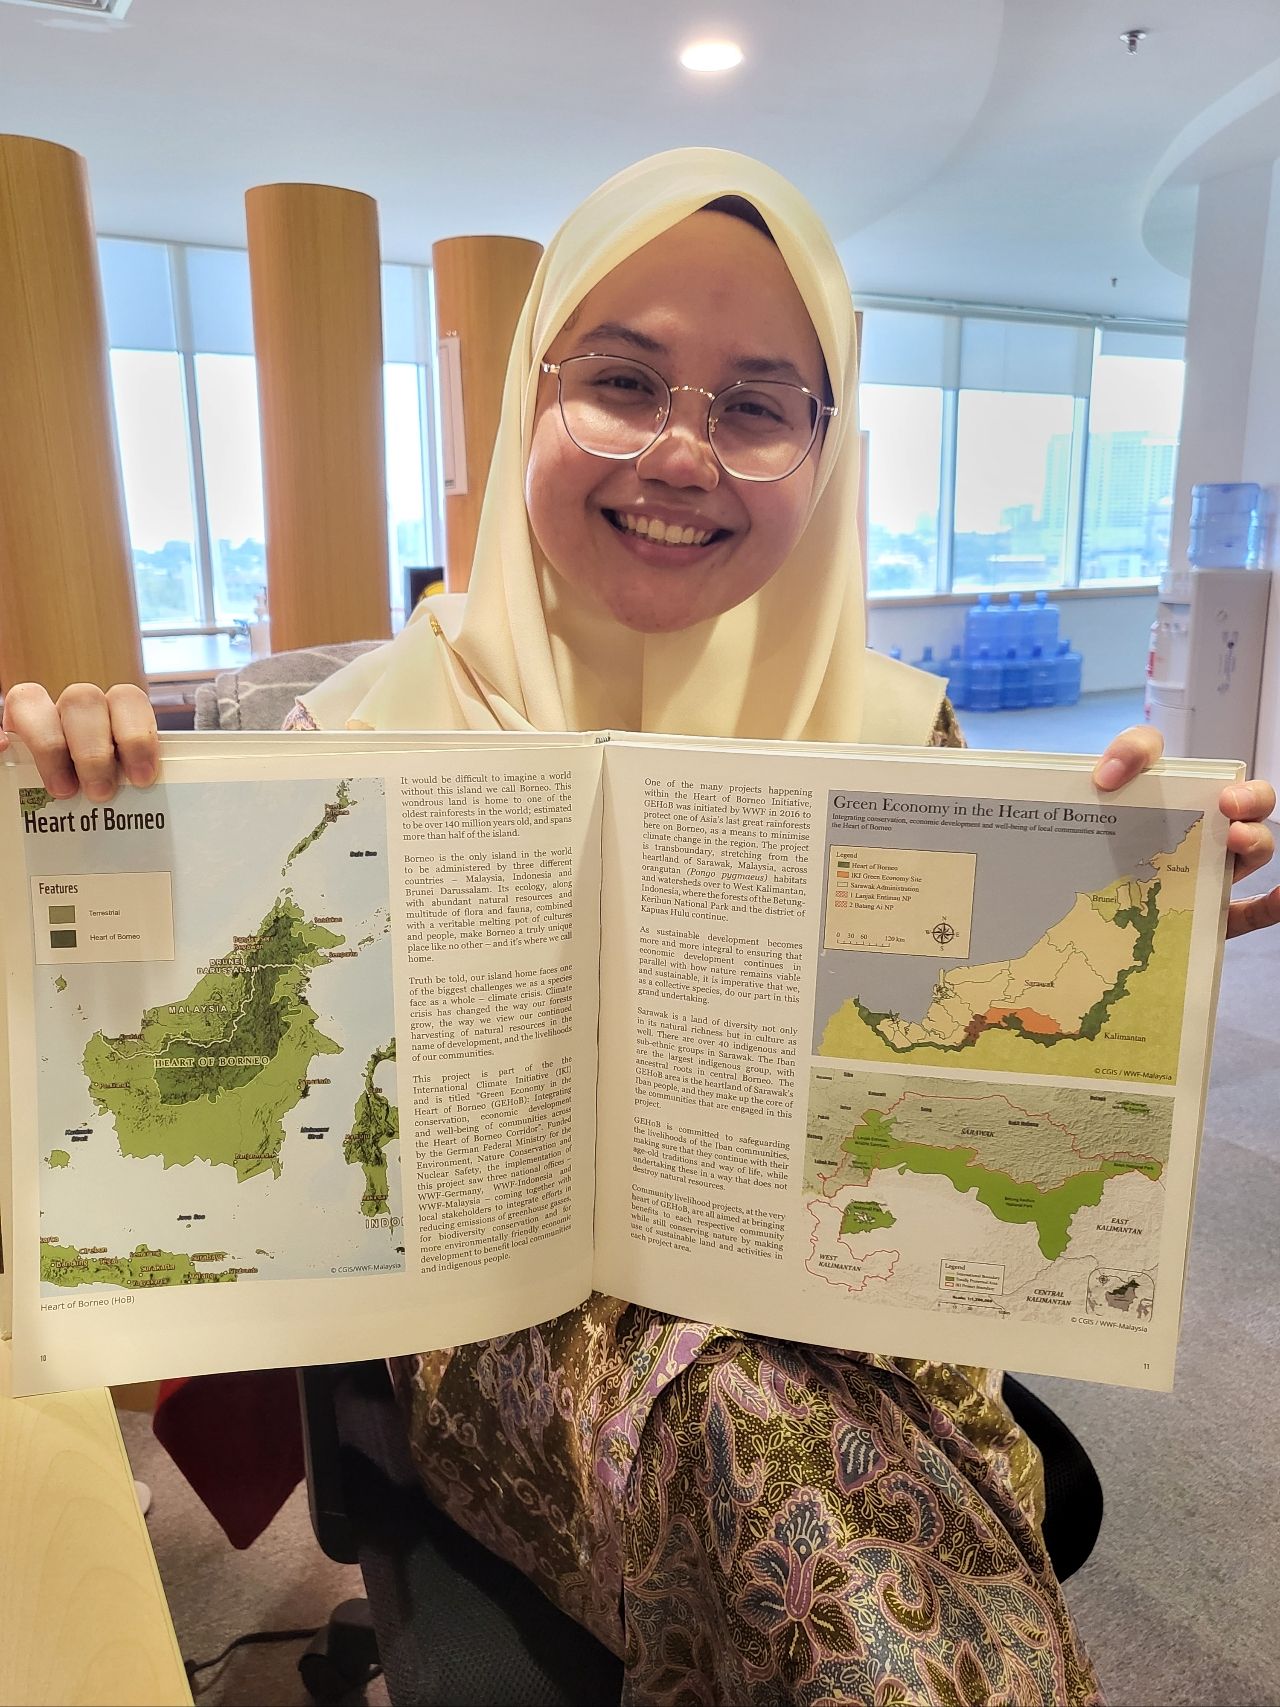 Heart of Borneo
Features
Terrestrial
Heart of Borneo
Sulu Sea
BRUNEI
DARUSSALAM
MALAYSIA
HEART OF BORNEO
Java Sea
© CGIS/WWF-Malaysia
Heart of Borneo (HoB)
10
It would be difficult to imagine a world
without this island we call Borneo. This
wondrous land is home to one of the
oldest rainforests in the world; estimated
to be over 140 million years old, and spans
more than half of the island.
Borneo is the only island in the world
to be administered by three different
countries – Malaysia, Indonesia and
Brunei Darussalam. Its ecology, along
with abundant natural resources and
multitude of flora and fauna, combined
with a veritable melting pot of cultures
and people, make Borneo a truly unique
place like no other – and it's where we call
home.
Truth be told, our island home faces one
of the biggest challenges we as a species
face as a whole – climate crisis. Climate
crisis has changed the way our forests
grow, the way we view our continued
harvesting of natural resources in the
name of development, and the livelihoods
of our communities.
This project is part of the the
International Climate Initiative (IKI)
and is titled "Green Economy in the
Heart of Borneo (GEHoB): Integrating
conservation, economic development
and well-being of communities across
the Heart of Borneo Corridor". Funded
by the German Federal Ministry for the
Environment, Nature Conservation and
Nuclear Safety, the implementation of
this project saw three national offices –
WWF-Germany, WWF-Indonesia and
WWF-Malaysia – coming together with
local stakeholders to integrate efforts in
reducing emissions of greenhouse gasses,
for biodiversity conservation and for
more environmentally friendly economic
development to benefit local communities
and indigenous people.
One of the many projects happening
within the Heart of Borneo Initiative,
GEHoB was initiated by WWF in 2016 to
protect one of Asia's last great rainforests
here on Borneo, as a means to minimise
climate change in the region. The project
is transboundary, stretching from the
heartland of Sarawak, Malaysia, across
orangutan (Pongo pygmaeus) habitats
and watersheds over to West Kalimantan,
Indonesia, where the forests of the Betung-
Kerihun National Park and the district of
Kapuas Hulu continue.
As sustainable development becomes
more and more integral to ensuring that
economic development continues in
parallel with how nature remains viable
and sustainable, it is imperative that we,
as a collective species, do our part in this
grand undertaking.
Sarawak is a land of diversity not only
in its natural richness but in culture as
well. There are over 40 indigenous and
sub-ethnic groups in Sarawak. The Iban
are the largest indigenous group, with
ancestral roots in central Borneo. The
GEHoB area is the heartland of Sarawak's
Iban people, and they make up the core of
the communities that are engaged in this
project.
GEHoB is committed to safeguarding
the livelihoods of the Iban communities,
making sure that they continue with their
age-old traditions and way of life, while
undertaking these in a way that does not
destroy natural resources.
Community livelihood projects, at the very
heart of GEHoB, are all aimed at bringing
benefits to each respective community
while still conserving nature by making
use of sustainable land and activities in
each project area.
Green Economy in the Heart of Borneo
Integrating conservation, economic development and well-being of local communities across
the Heart of Borneo
Legend
Heart of Borneo
IKI Green Economy Site
Sarawak Administration
1 Lanjak Entimau NP
2 Batang Ai NP
0 30 60 120 km
N
W E
S
Sabah
Brunei
Sarawak
Kalimantan
© CGIS / WWF-Malaysia
SARAWAK
EAST
KALIMANTAN
WEST
KALIMANTAN
CENTRAL
KALIMANTAN
Legend
International Boundary
Totally Protected Area
IKI Project Boundary
© CGIS / WWF-Malaysia
11